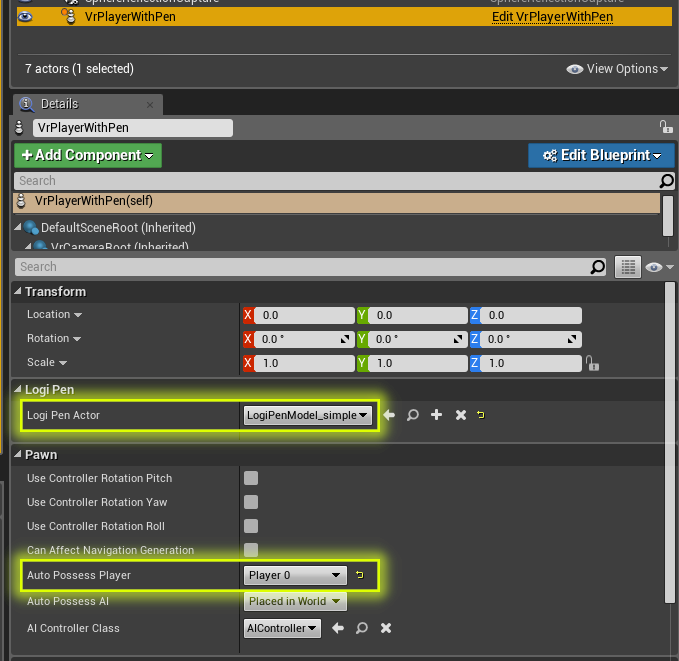 SphereReflectionCapture SphereReflectionCapture
VrPlayerWithPen Edit VrPlayerWithPen
7 actors (1 selected) View Options
Details
VrPlayerWithPen
+ Add Component Edit Blueprint
Search
VrPlayerWithPen(self)
DefaultSceneRoot (Inherited)
VrCameraRoot (Inherited)
Search
Transform
Location X 0.0 Y 0.0 Z 0.0
Rotation X 0.0 ° Y 0.0 ° Z 0.0 °
Scale X 1.0 Y 1.0 Z 1.0
Logi Pen
Logi Pen Actor LogiPenModel_simple
Pawn
Use Controller Rotation Pitch
Use Controller Rotation Yaw
Use Controller Rotation Roll
Can Affect Navigation Generation
Auto Possess Player Player 0
Auto Possess AI Placed in World
AI Controller Class AIController